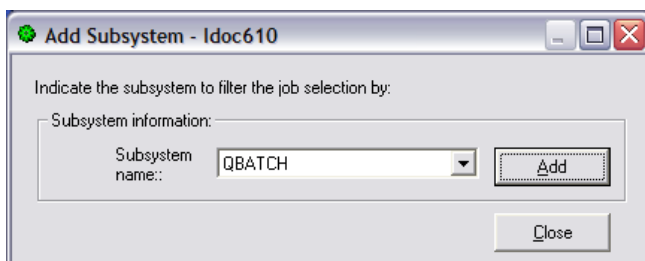 Add Subsystem - Idoc610
Indicate the subsystem to filter the job selection by:
Subsystem information:
Subsystem name::
QBATCH
Add
Close